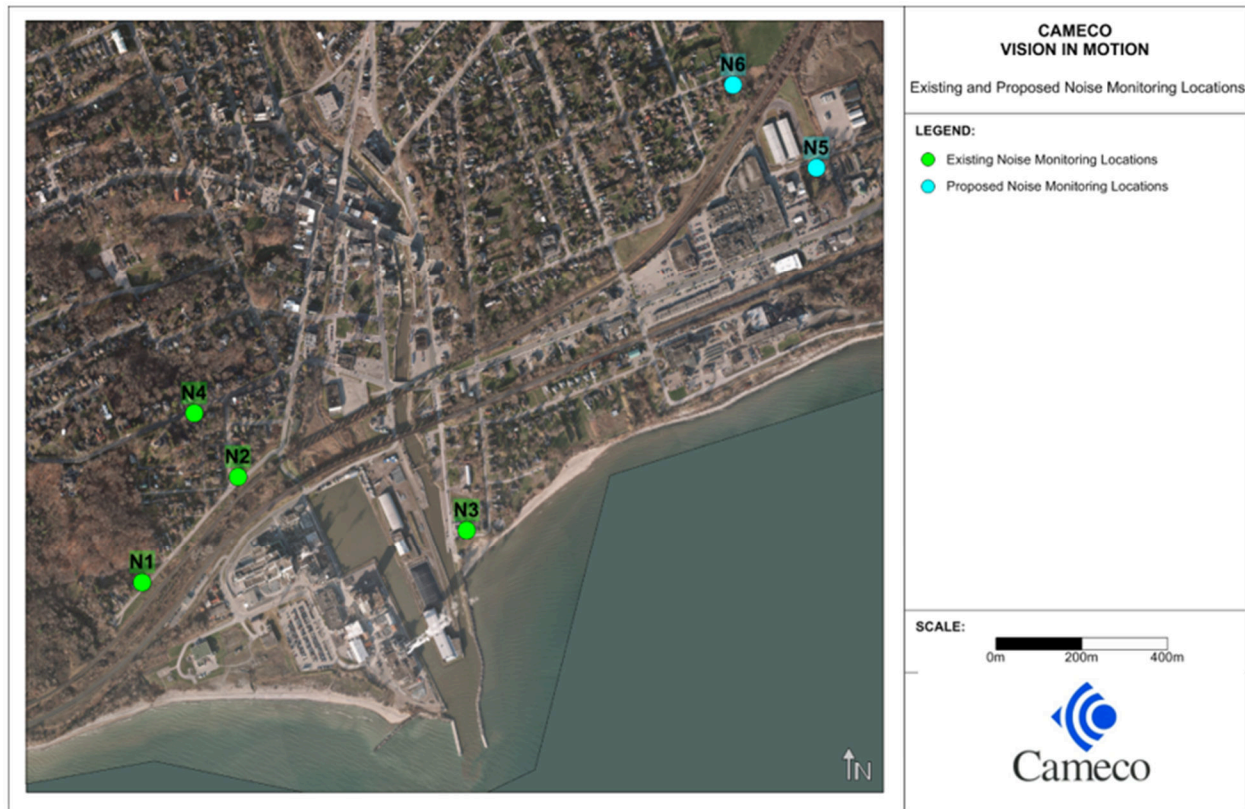 CAMECO
VISION IN MOTION
Existing and Proposed Noise Monitoring Locations
LEGEND:
Existing Noise Monitoring Locations
Proposed Noise Monitoring Locations
N6
N5
N4
N2
N3
N1
SCALE:
0m 200m 400m
Cameco
N